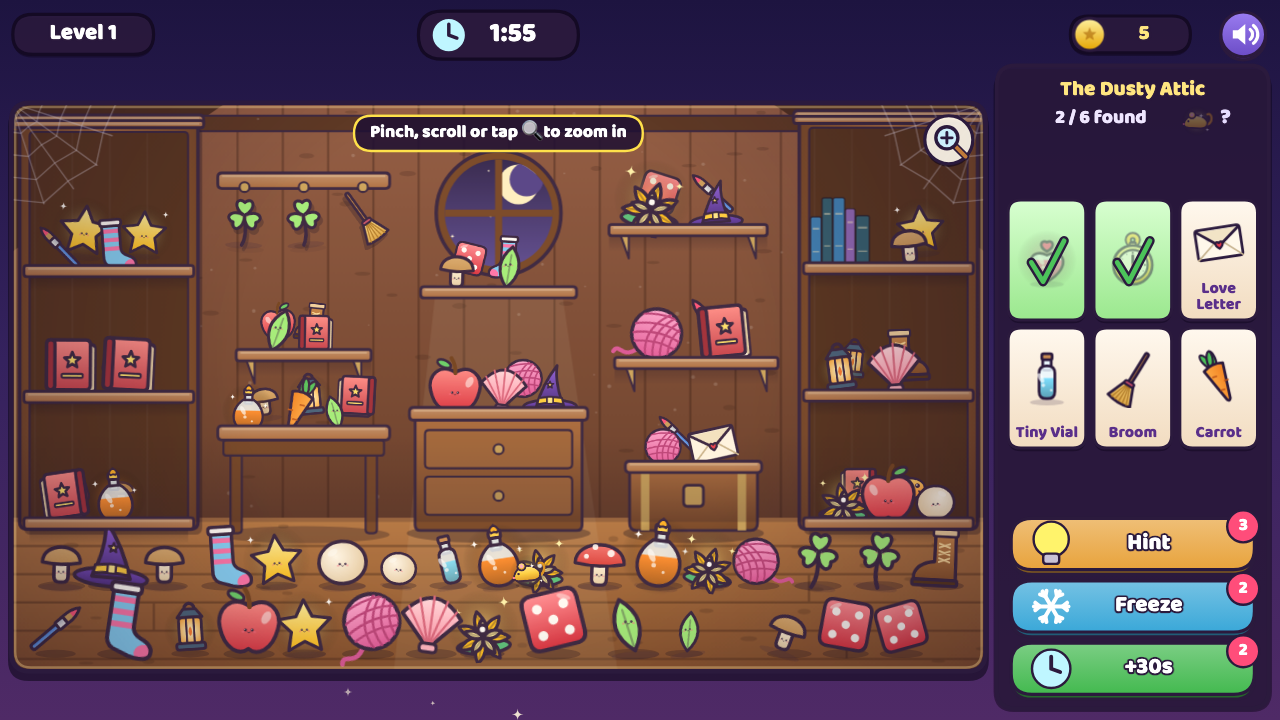 Level 1
1:55
5
The Dusty Attic
2 / 6 found
?
Pinch, scroll or tap to zoom in
Love
Letter
Tiny Vial
Broom
Carrot
3
Hint
2
Freeze
2
+30s